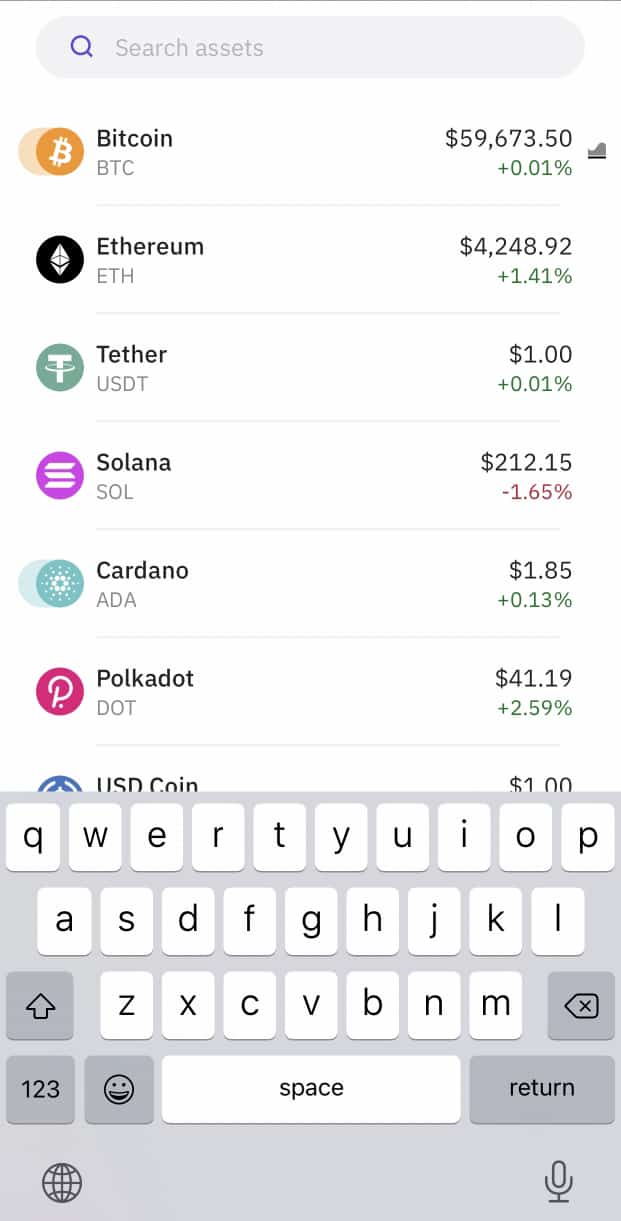 Search assets
Bitcoin $59,673.50
BTC +0.01%
Ethereum $4,248.92
ETH +1.41%
Tether $1.00
USDT +0.01%
Solana $212.15
SOL -1.65%
Cardano $1.85
ADA +0.13%
Polkadot $41.19
DOT +2.59%
USD Coin $1.00
q w e r t y u i o p
a s d f g h j k l
z x c v b n m
123 space return